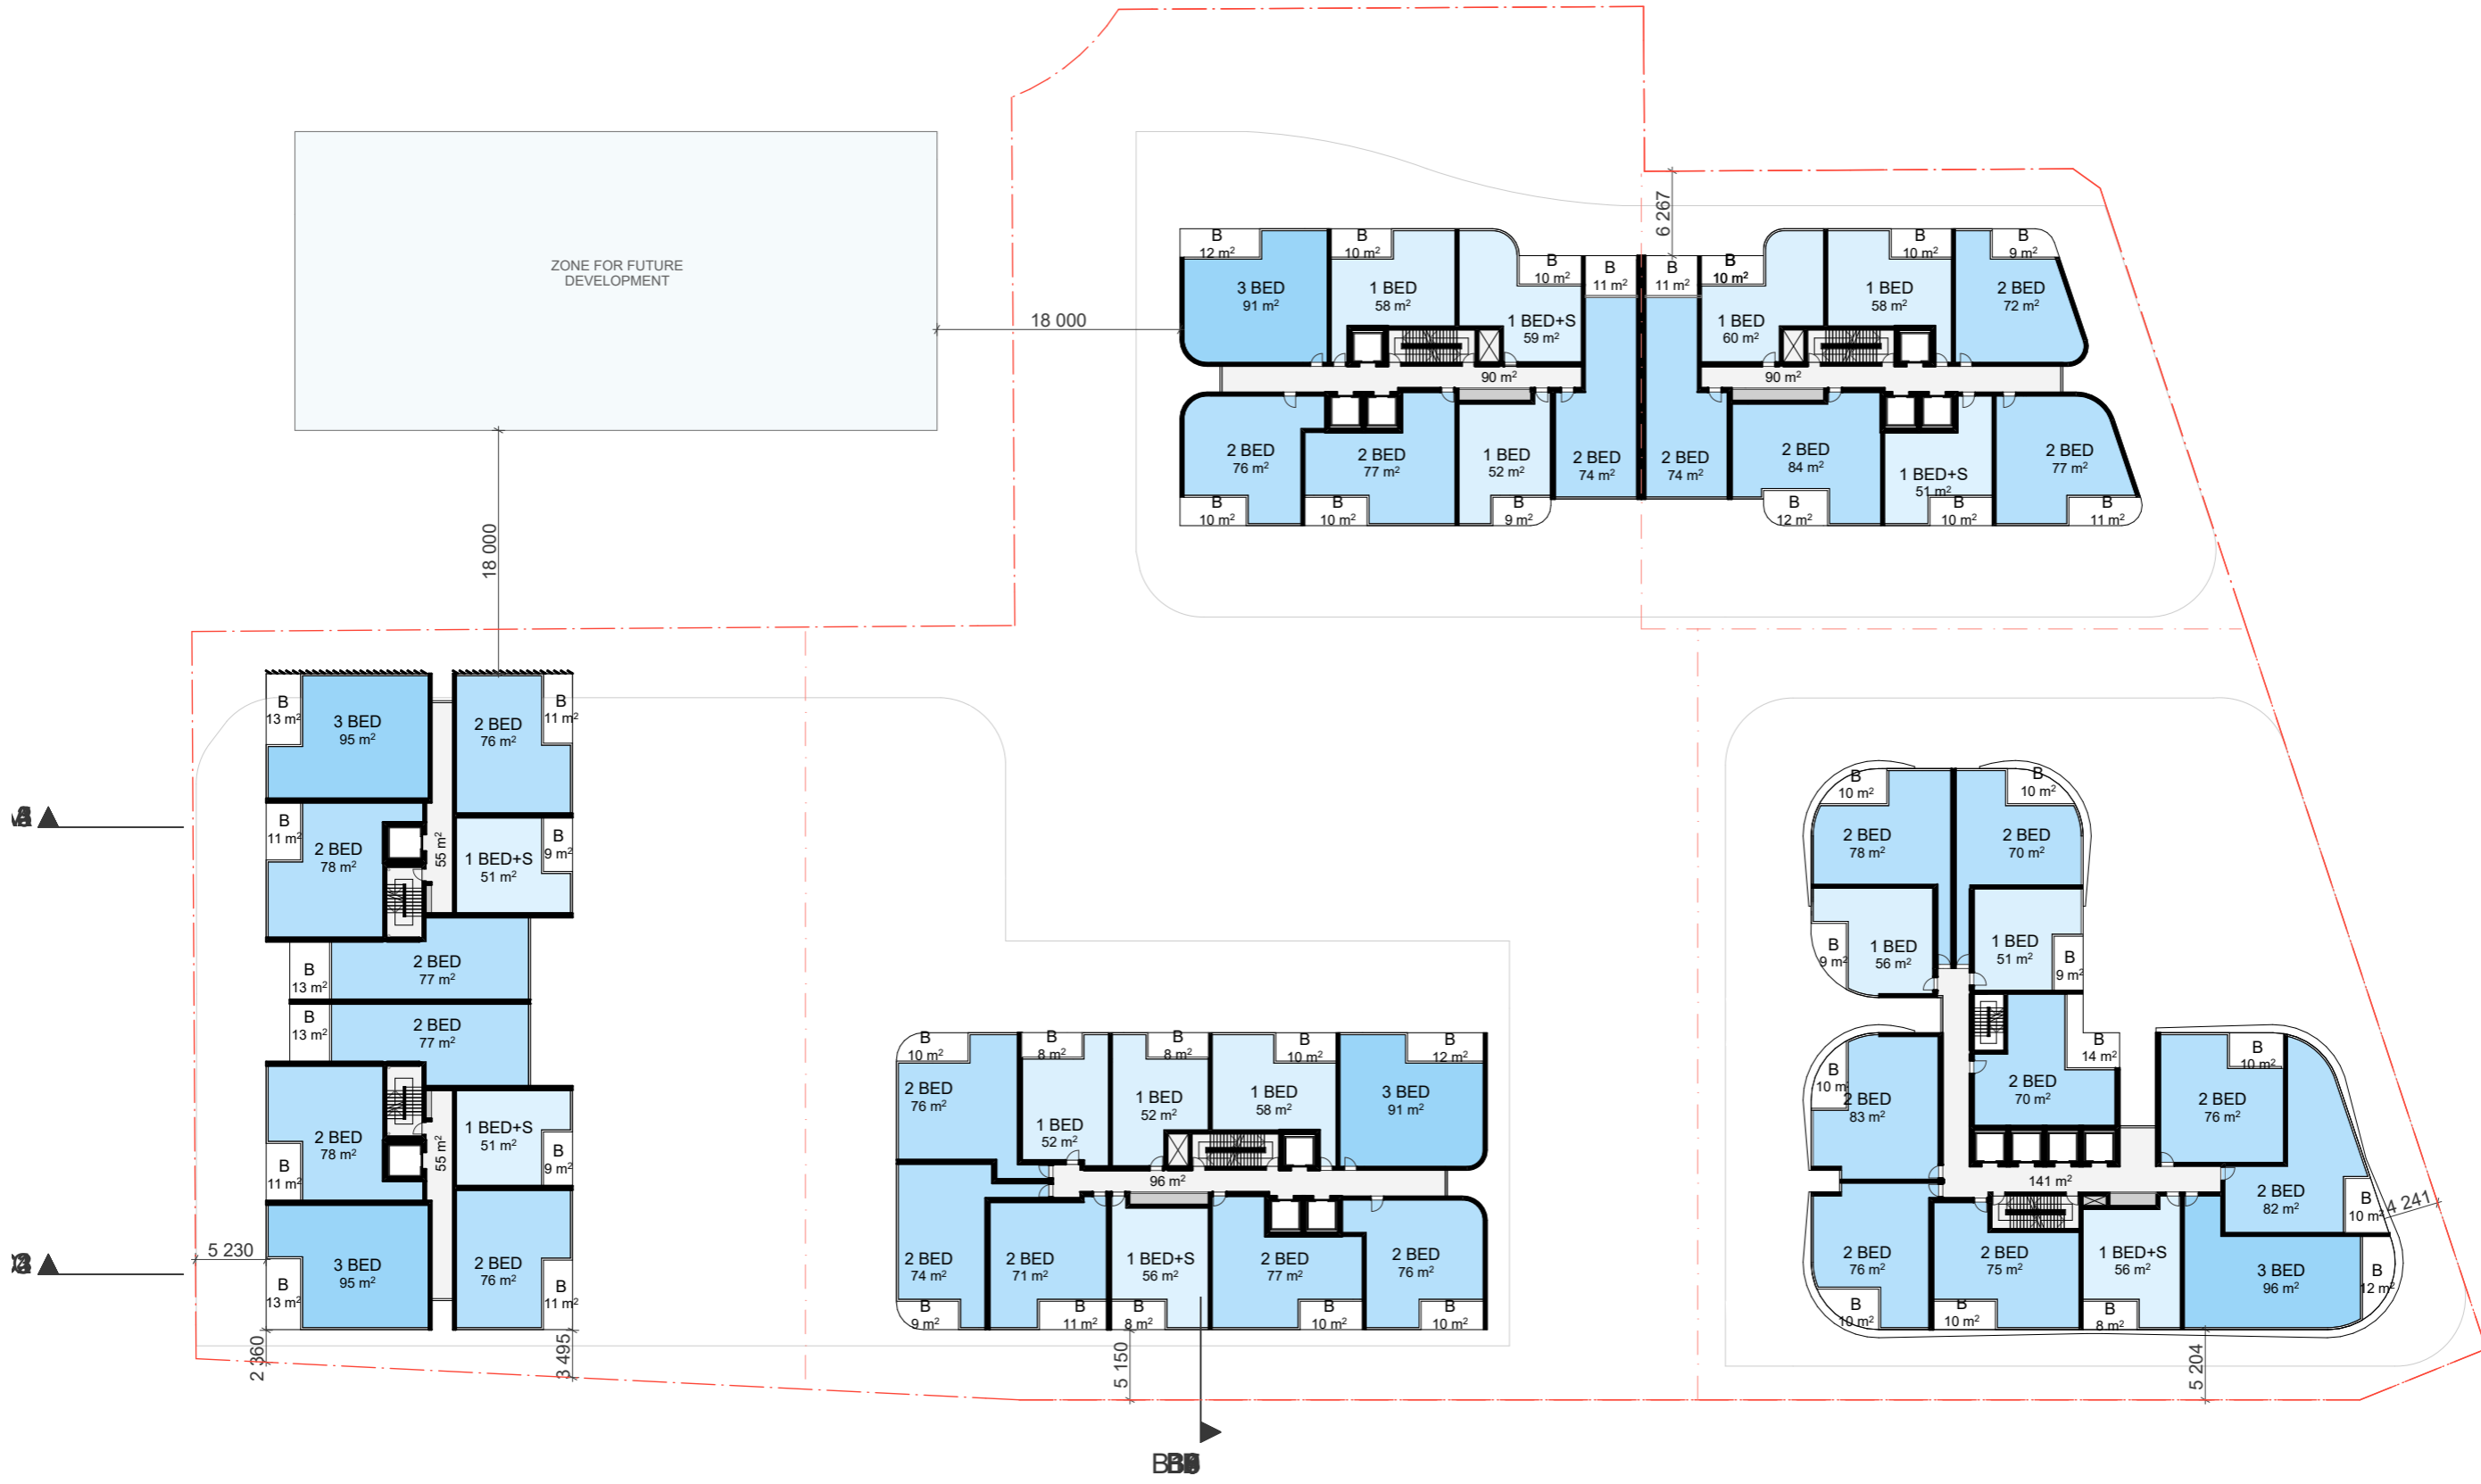 ZONE FOR FUTURE
DEVELOPMENT
18 000
18 000
6 267
B
12 m²
3 BED
91 m²
B
10 m²
1 BED
58 m²
B
10 m²
1 BED+S
59 m²
B
11 m²
B
11 m²
B
10 m²
1 BED
60 m²
B
10 m²
1 BED
58 m²
B
9 m²
2 BED
72 m²
90 m²
90 m²
2 BED
76 m²
B
10 m²
2 BED
77 m²
B
10 m²
1 BED
52 m²
B
9 m²
2 BED
74 m²
2 BED
74 m²
2 BED
84 m²
B
12 m²
1 BED+S
51 m²
B
10 m²
2 BED
77 m²
B
11 m²
B
13 m²
3 BED
95 m²
2 BED
76 m²
B
11 m²
B
11 m²
2 BED
78 m²
55 m²
1 BED+S
51 m²
B
9 m²
2 BED
77 m²
B
13 m²
B
13 m²
2 BED
77 m²
2 BED
78 m²
B
11 m²
55 m²
1 BED+S
51 m²
B
9 m²
3 BED
95 m²
B
13 m²
2 BED
76 m²
B
11 m²
5 230
2 360
3 495
B
10 m²
2 BED
76 m²
B
8 m²
1 BED
52 m²
B
8 m²
1 BED
52 m²
B
10 m²
1 BED
58 m²
B
12 m²
3 BED
91 m²
96 m²
2 BED
74 m²
B
9 m²
2 BED
71 m²
B
11 m²
1 BED+S
56 m²
B
8 m²
2 BED
77 m²
B
10 m²
2 BED
76 m²
B
10 m²
5 150
B
10 m²
2 BED
78 m²
B
10 m²
2 BED
70 m²
B
9 m²
1 BED
56 m²
1 BED
51 m²
B
9 m²
B
10 m
2 BED
83 m²
2 BED
70 m²
B
14 m²
2 BED
76 m²
B
10 m²
2 BED
82 m²
B
10 m²
141 m²
2 BED
76 m²
B
10 m²
2 BED
75 m²
B
10 m²
1 BED+S
56 m²
B
8 m²
3 BED
96 m²
B
12 m²
4 241
5 204